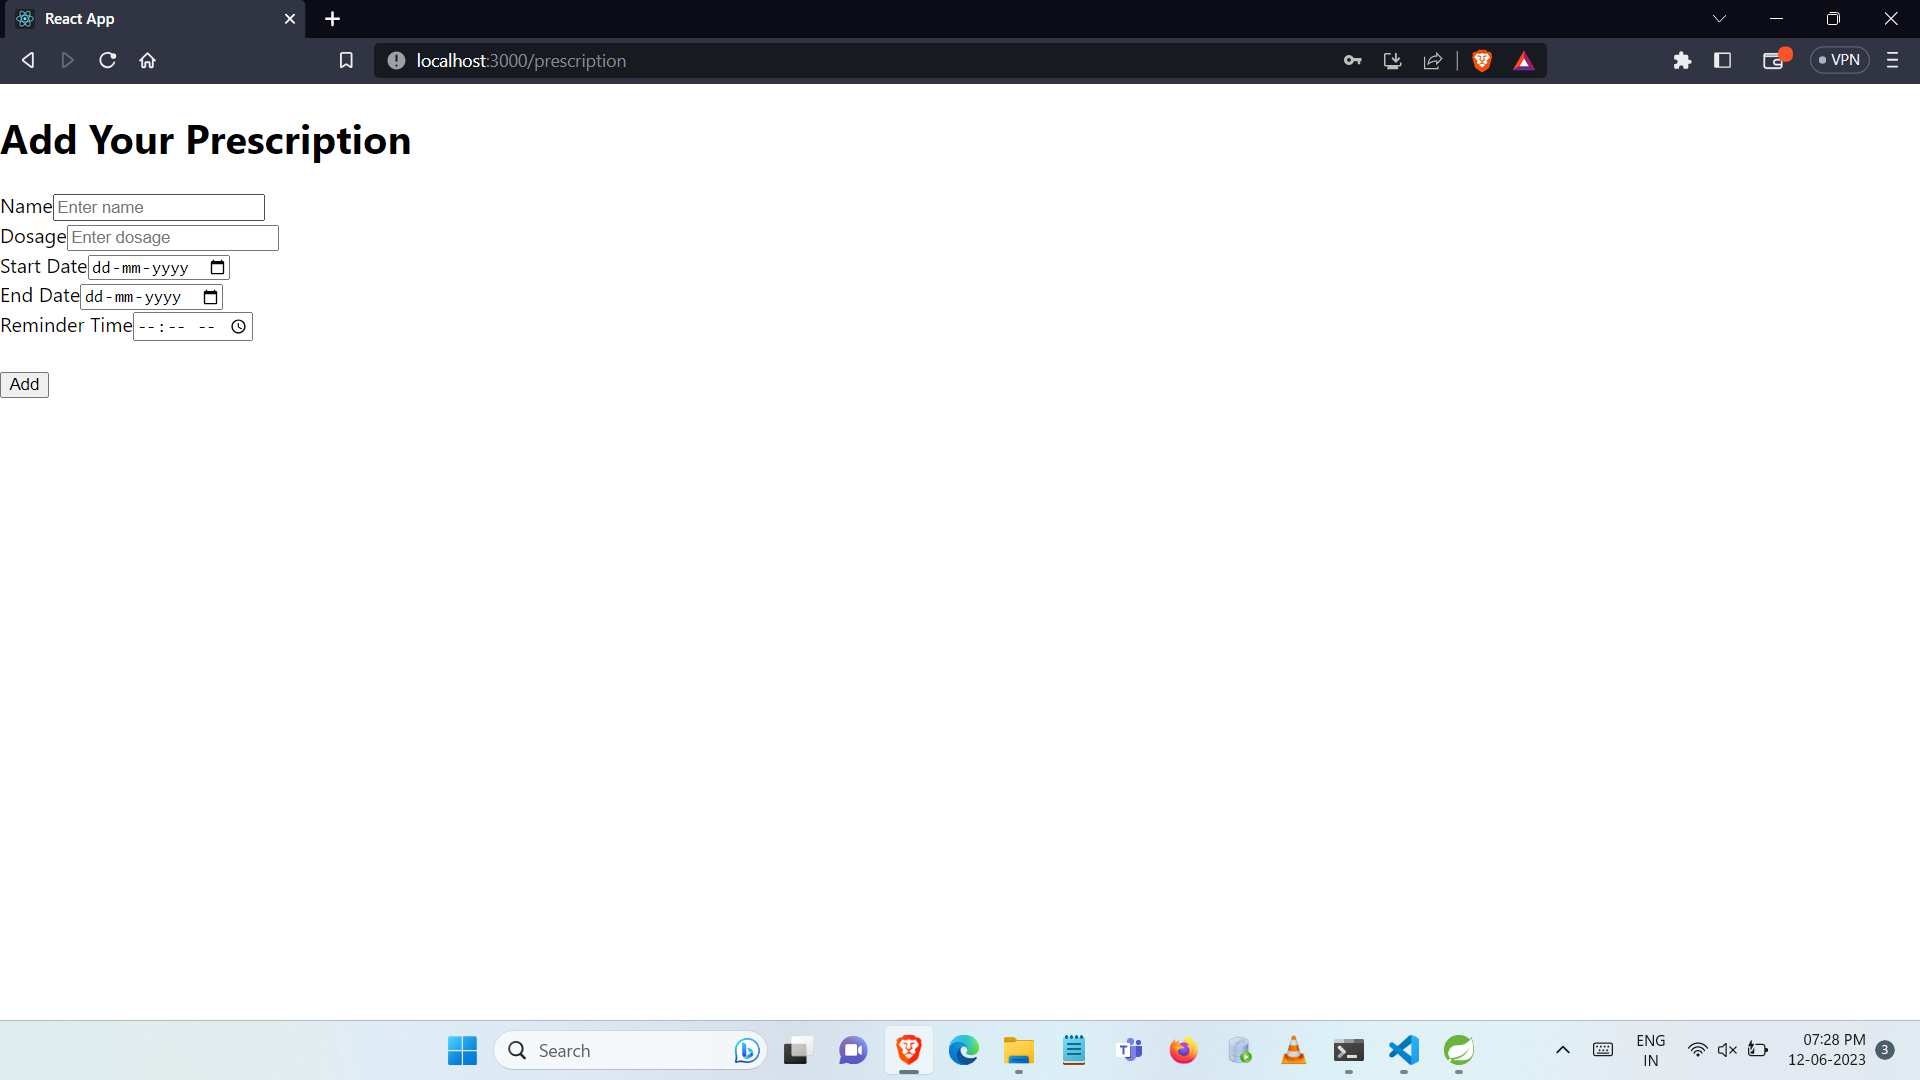 React App
localhost:3000/prescription
VPN
Add Your Prescription
Name Enter name
Dosage Enter dosage
Start Date dd-mm-yyyy
End Date dd-mm-yyyy
Reminder Time --:-- --
Add
Search
ENG
IN
07:28 PM
12-06-2023
3